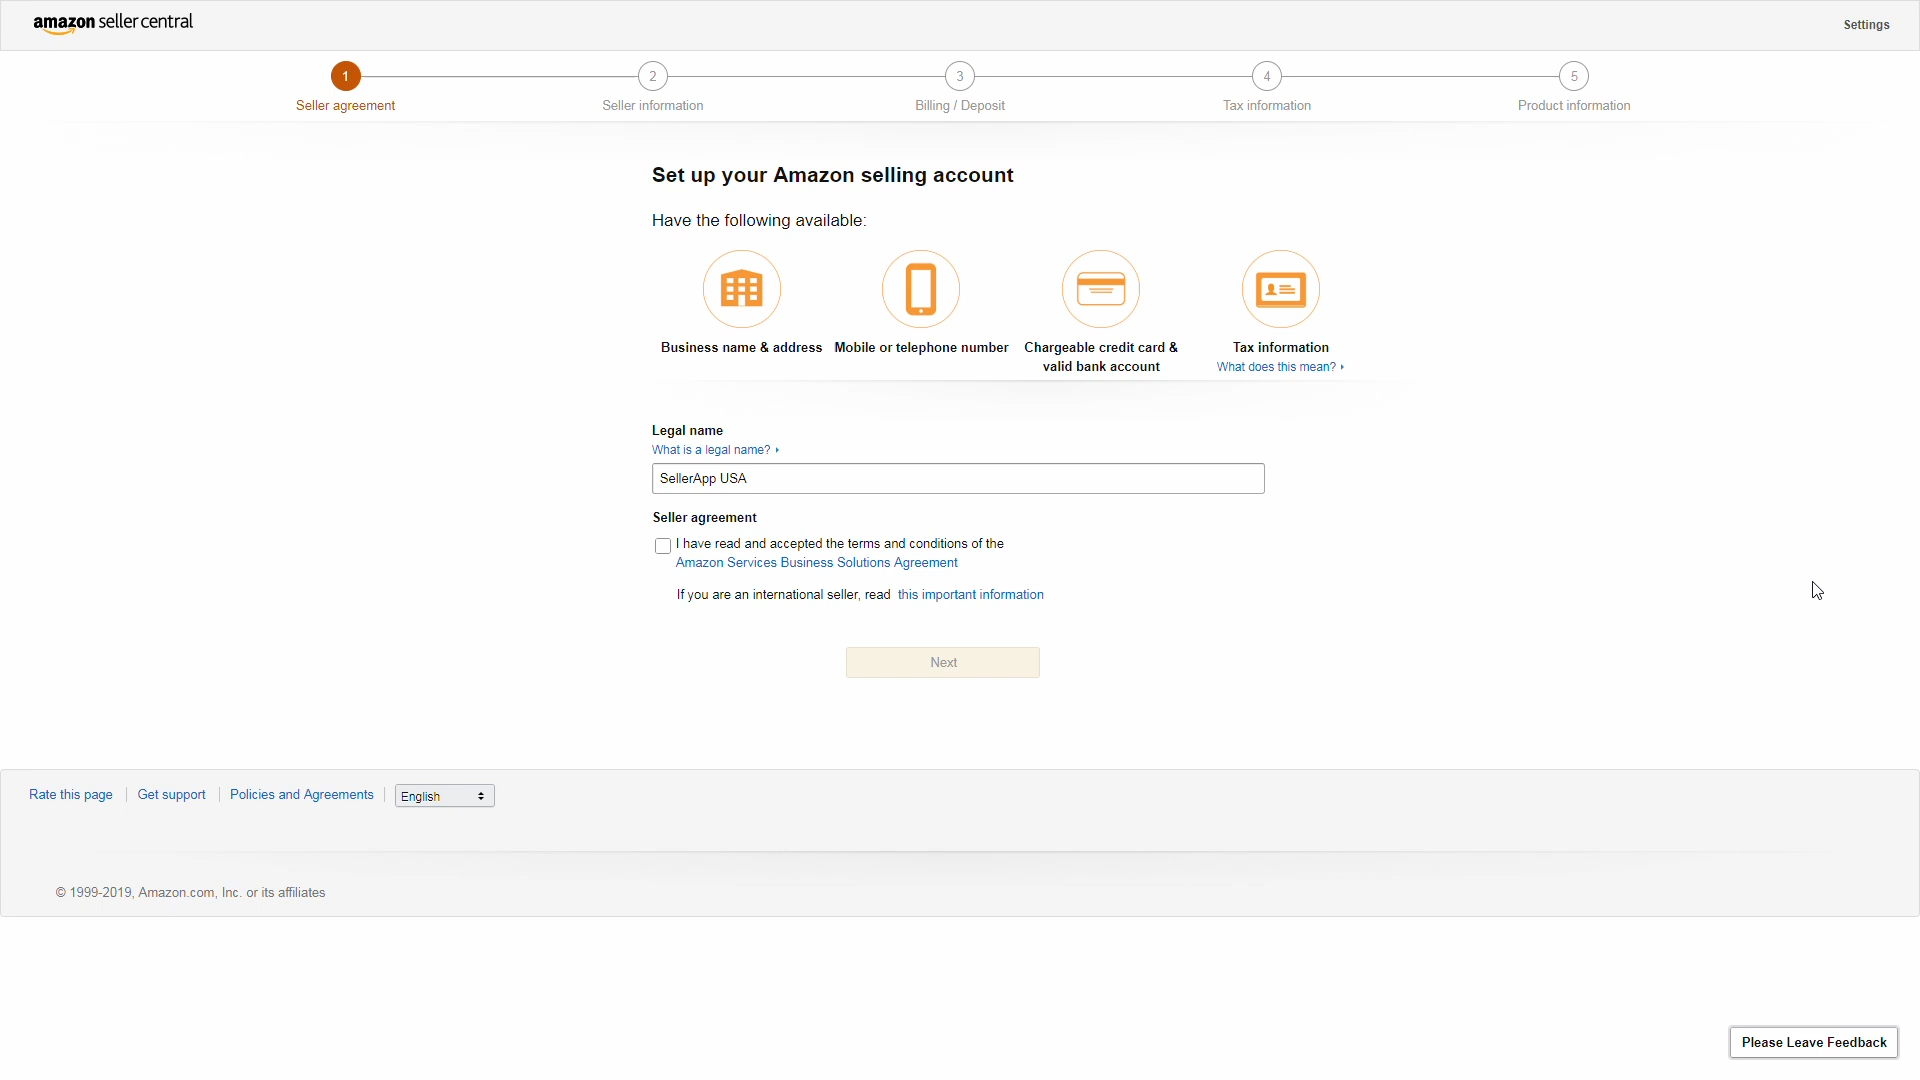 amazon seller central
Settings
1
2
3
4
5
Seller agreement
Seller information
Billing / Deposit
Tax information
Product information
Set up your Amazon selling account
Have the following available:
Business name & address
Mobile or telephone number
Chargeable credit card &
valid bank account
Tax information
What does this mean?
Legal name
What is a legal name?
SellerApp USA
Seller agreement
I have read and accepted the terms and conditions of the
Amazon Services Business Solutions Agreement
If you are an international seller, read this important information
Next
Rate this page
Get support
Policies and Agreements
English
© 1999-2019, Amazon.com, Inc. or its affiliates
Please Leave Feedback